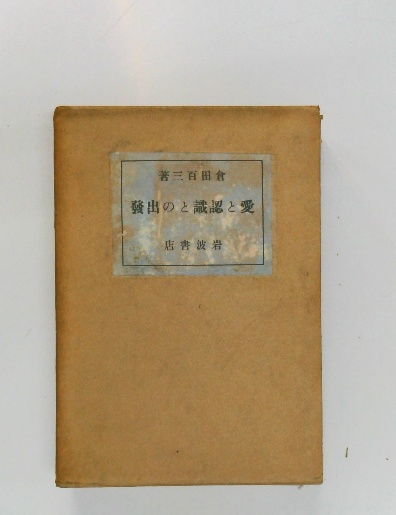 倉田百三著
愛と認識との出發
岩波書店